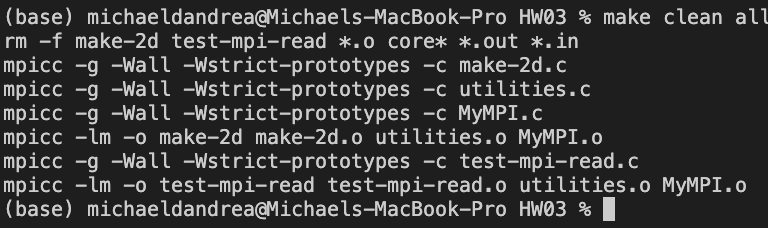 (base) michaeldandrea@Michaels-MacBook-Pro HW03 % make clean all
rm -f make-2d test-mpi-read *.o core* *.out *.in
mpicc -g -Wall -Wstrict-prototypes -c make-2d.c
mpicc -g -Wall -Wstrict-prototypes -c utilities.c
mpicc -g -Wall -Wstrict-prototypes -c MyMPI.c
mpicc -lm -o make-2d make-2d.o utilities.o MyMPI.o
mpicc -g -Wall -Wstrict-prototypes -c test-mpi-read.c
mpicc -lm -o test-mpi-read test-mpi-read.o utilities.o MyMPI.o
(base) michaeldandrea@Michaels-MacBook-Pro HW03 %